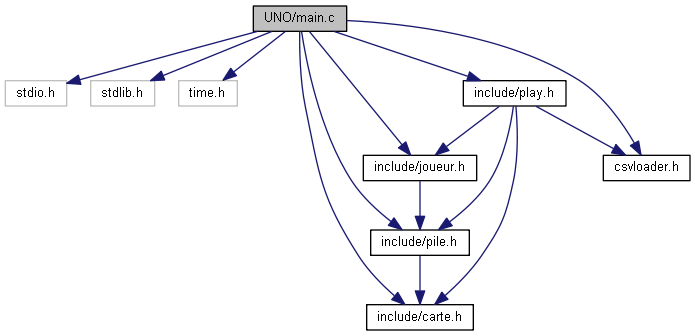 UNO/main.c
stdio.h
stdlib.h
time.h
include/play.h
include/joueur.h
csvloader.h
include/pile.h
include/carte.h